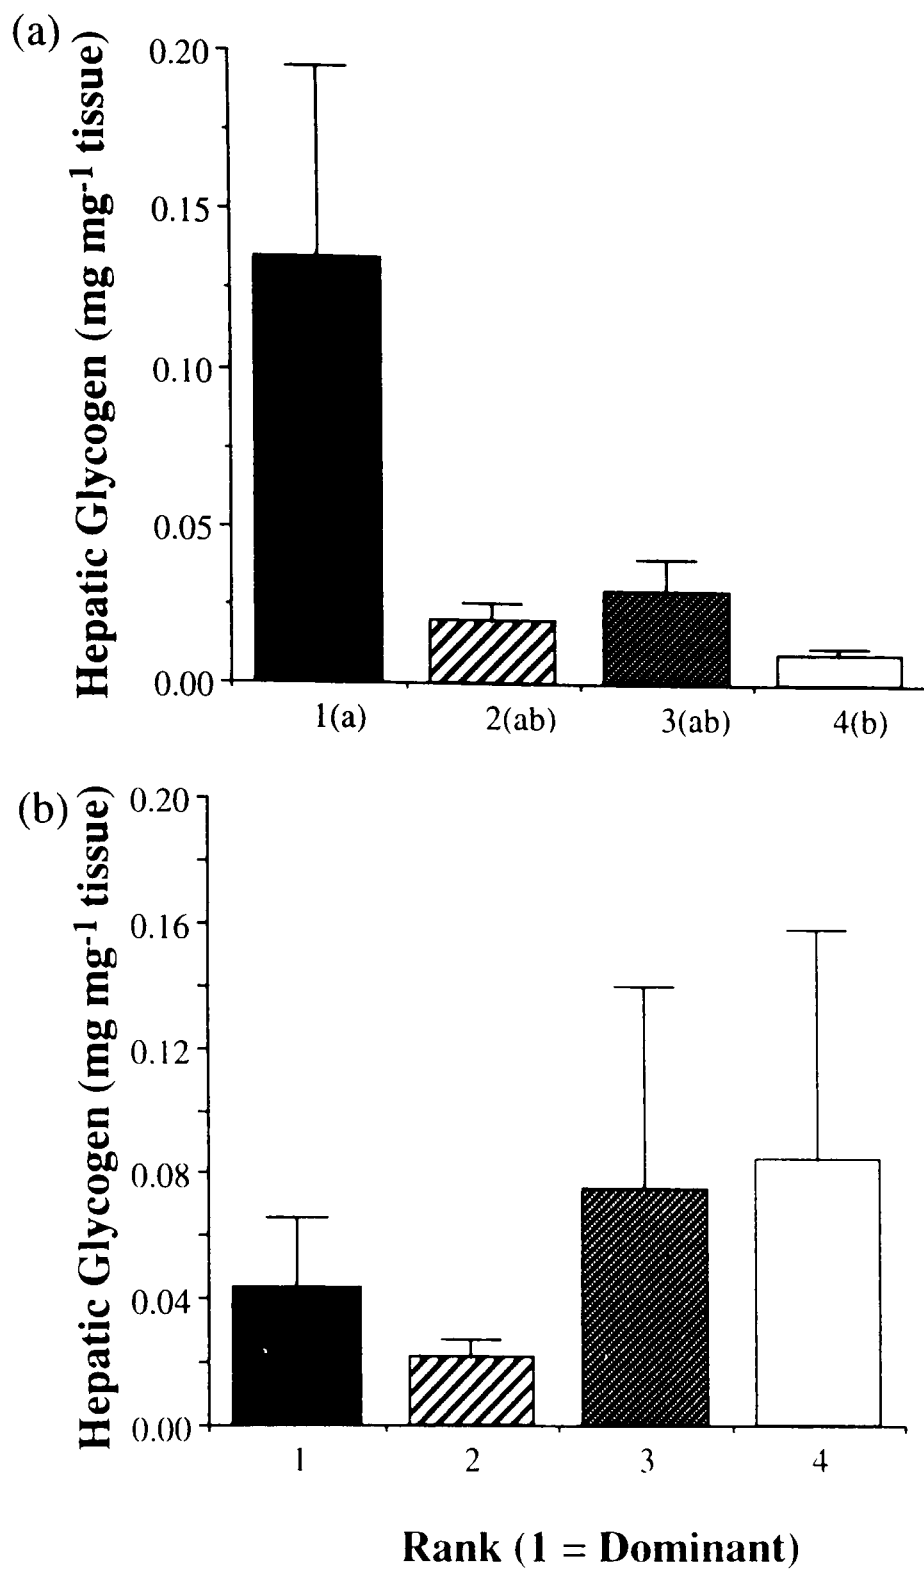 (a)
Hepatic Glycogen (mg mg-1 tissue)
0.20
0.15
0.10
0.05
0.00
1(a) 2(ab) 3(ab) 4(b)
(b)
Hepatic Glycogen (mg mg-1 tissue)
0.20
0.16
0.12
0.08
0.04
0.00
1 2 3 4
Rank (1 = Dominant)